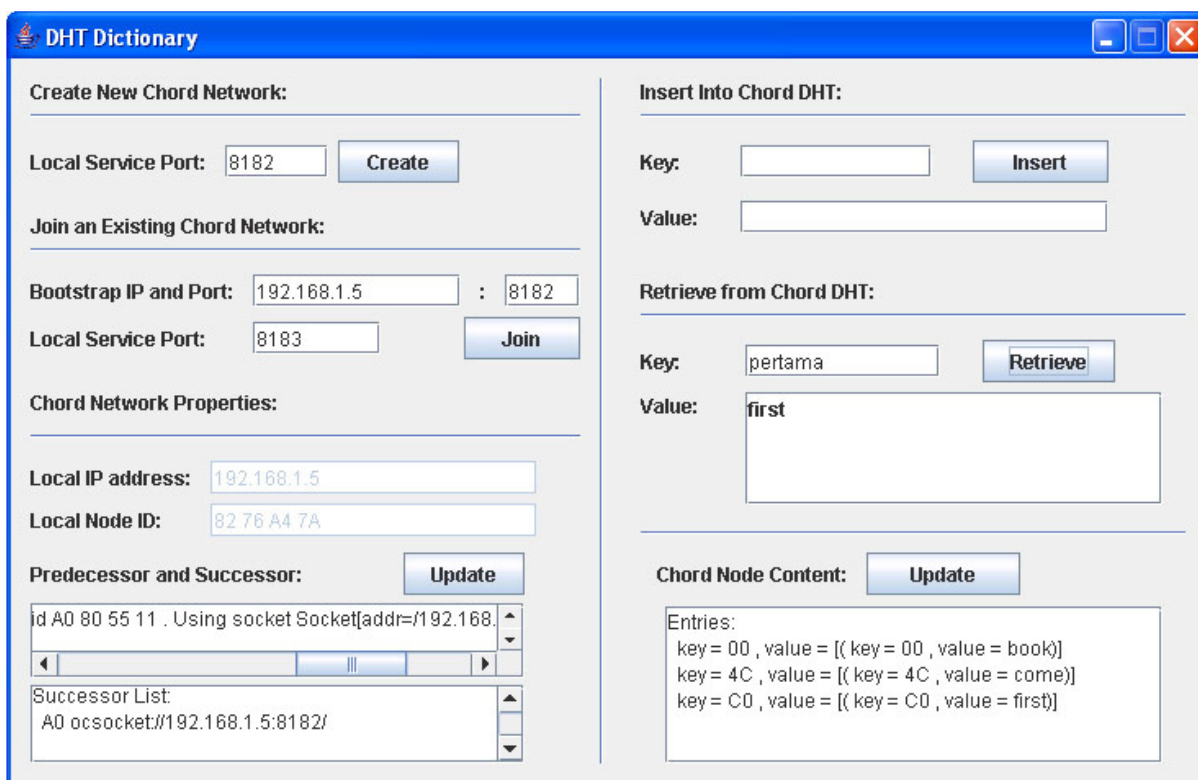 DHT Dictionary
Create New Chord Network:
Local Service Port: 8182 Create
Join an Existing Chord Network:
Bootstrap IP and Port: 192.168.1.5 : 8182
Local Service Port: 8183 Join
Chord Network Properties:
Local IP address: 192.168.1.5
Local Node ID: 82 76 A4 7A
Predecessor and Successor: Update
id A0 80 55 11 . Using socket Socket[addr=/192.168.
Successor List:
A0 ocsocket://192.168.1.5:8182/
Insert Into Chord DHT:
Key: Insert
Value:
Retrieve from Chord DHT:
Key: pertama Retrieve
Value: first
Chord Node Content: Update
Entries:
key = 00 , value = [( key = 00 , value = book)]
key = 4C , value = [( key = 4C , value = come)]
key = C0 , value = [( key = C0 , value = first)]